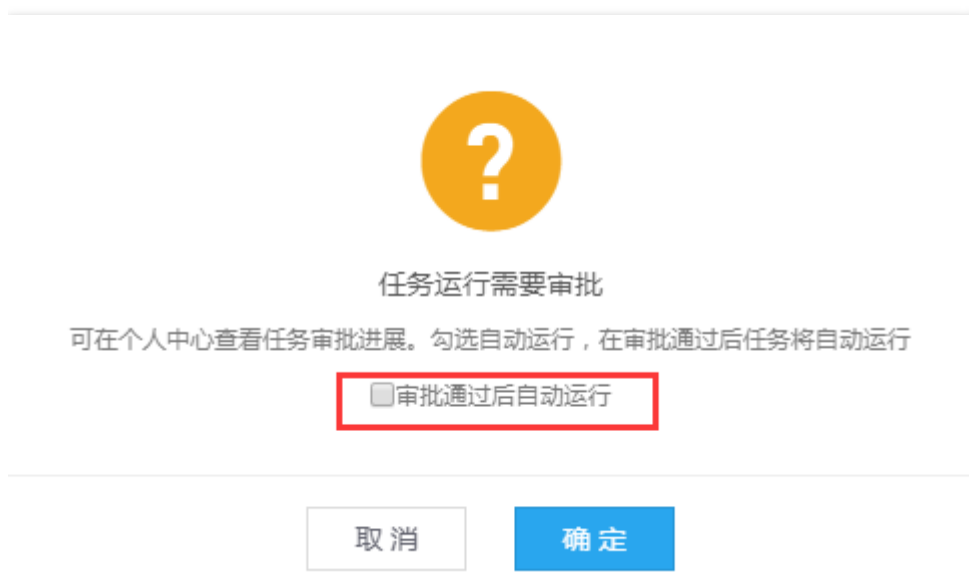 ?
任务运行需要审批
可在个人中心查看任务审批进展。勾选自动运行，在审批通过后任务将自动运行
审批通过后自动运行
取消
确定